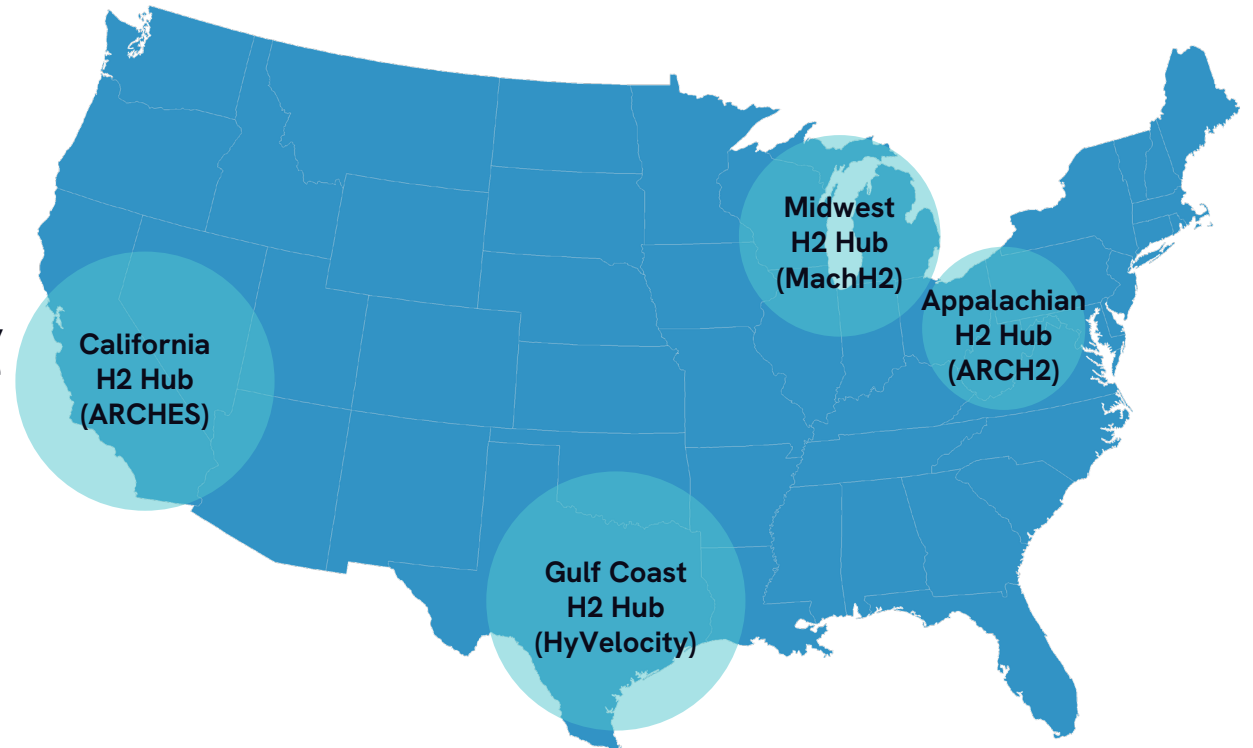 Midwest
H2 Hub
(MachH2)
Appalachian
H2 Hub
(ARCH2)
California
H2 Hub
(ARCHES)
Gulf Coast
H2 Hub
(HyVelocity)